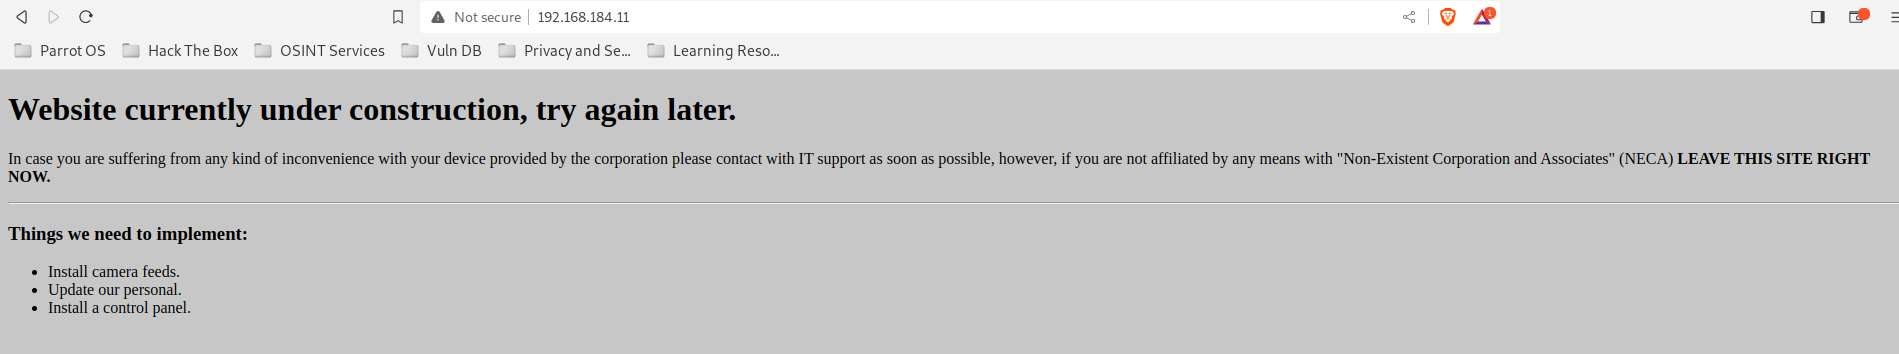 Not secure 192.168.184.11 1
Parrot OS Hack The Box OSINT Services Vuln DB Privacy and Se... Learning Reso...
Website currently under construction, try again later.
In case you are suffering from any kind of inconvenience with your device provided by the corporation please contact with IT support as soon as possible, however, if you are not affiliated by any means with "Non-Existent Corporation and Associates" (NECA) LEAVE THIS SITE RIGHT
NOW.
Things we need to implement:
• Install camera feeds.
• Update our personal.
• Install a control panel.